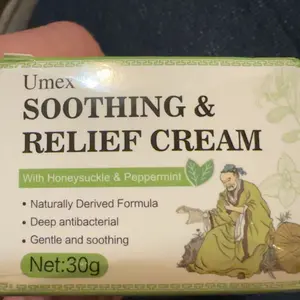 Umex
SOOTHING &
RELIEF CREAM
With Honeysuckle & Peppermint
• Naturally Derived Formula
• Deep antibacterial
• Gentle and soothing
Net:30g